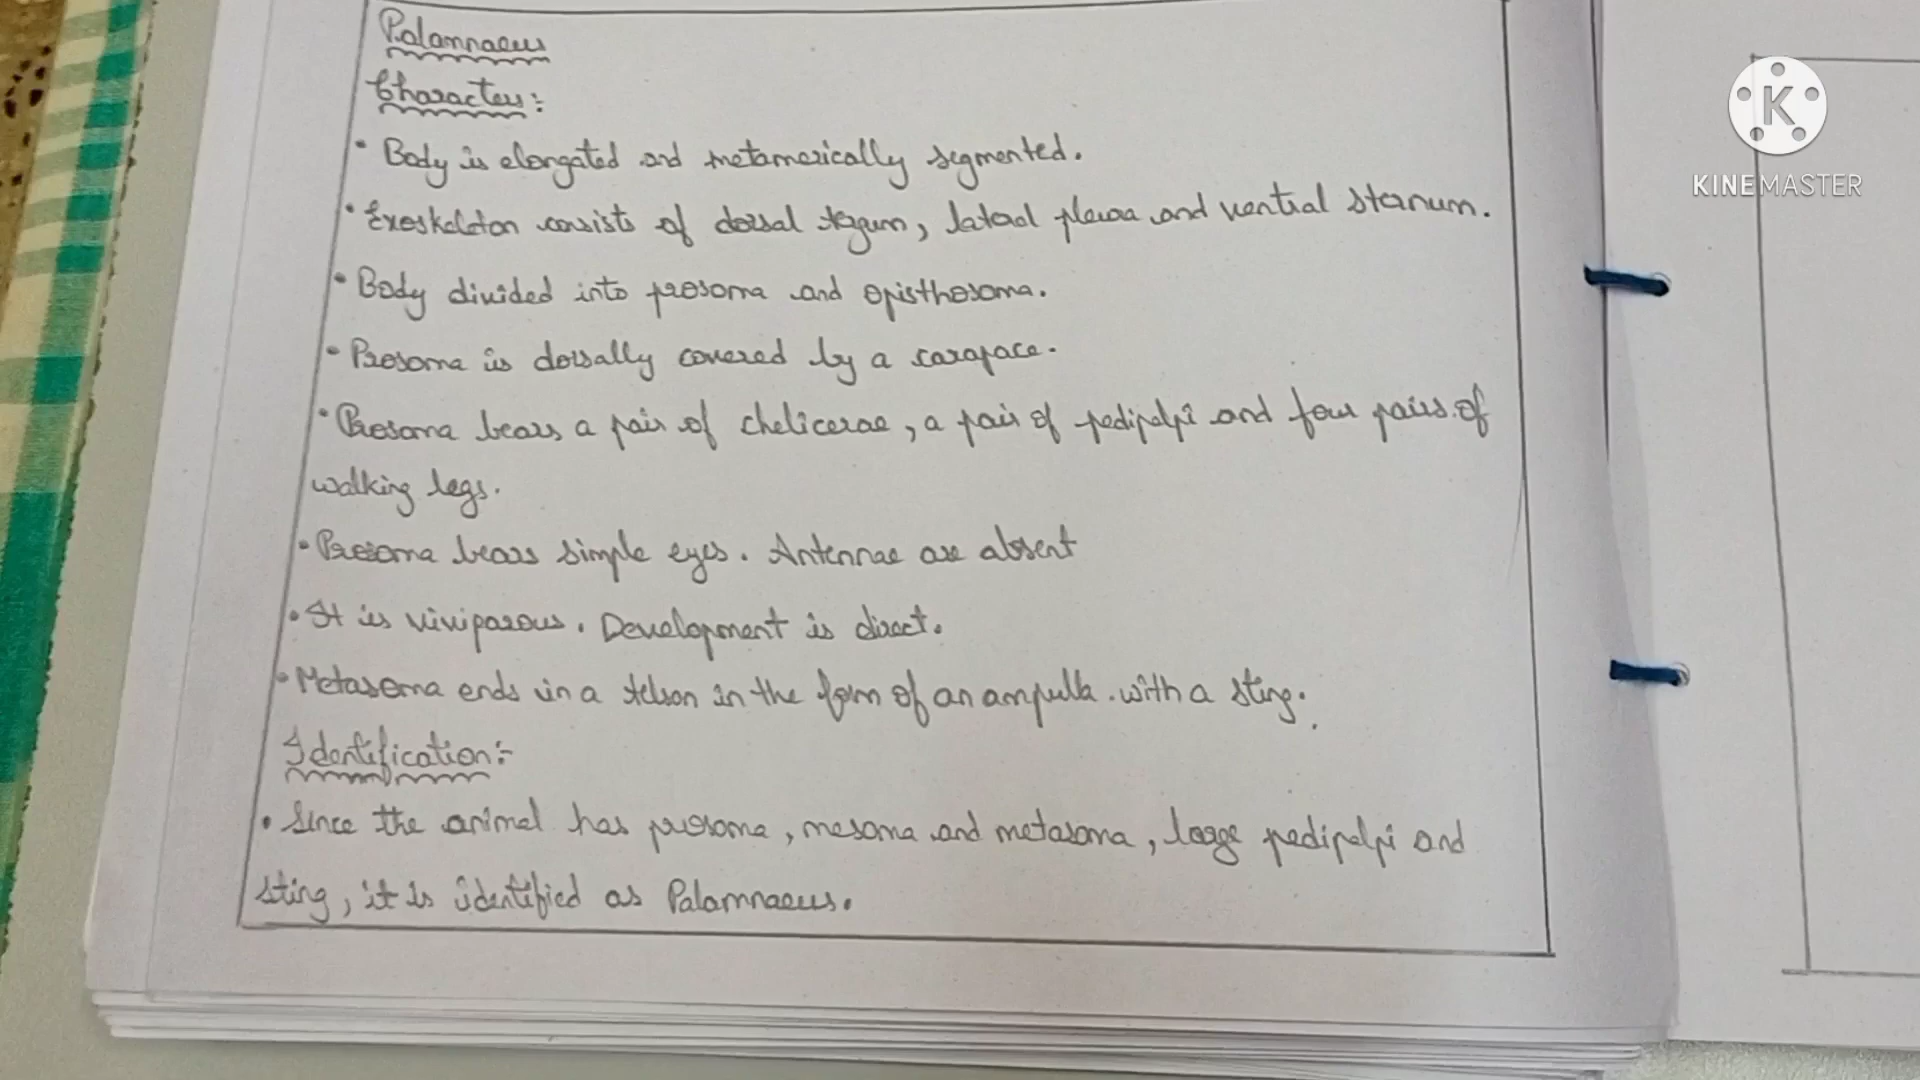 Palamnaeus
Characters:
• Body is elongated and metamerically segmented.
• Exoskeleton consists of dorsal tergum, lateral pleura and ventral sternum.
• Body divided into prosoma and opisthosoma.
• Prosoma is dorsally covered by a carapace.
• Prosoma bears a pair of chelicerae, a pair of pedipalpi and four pairs of
walking legs.
• Prosoma bears simple eyes. Antennae are absent
• It is viviparous. Development is direct.
• Metasoma ends in a telson in the form of an ampulla with a sting.
Identification:-
• Since the animal has prosoma, mesoma and metasoma, large pedipalpi and
sting, it is identified as Palamnaeus.
K
KINEMASTER